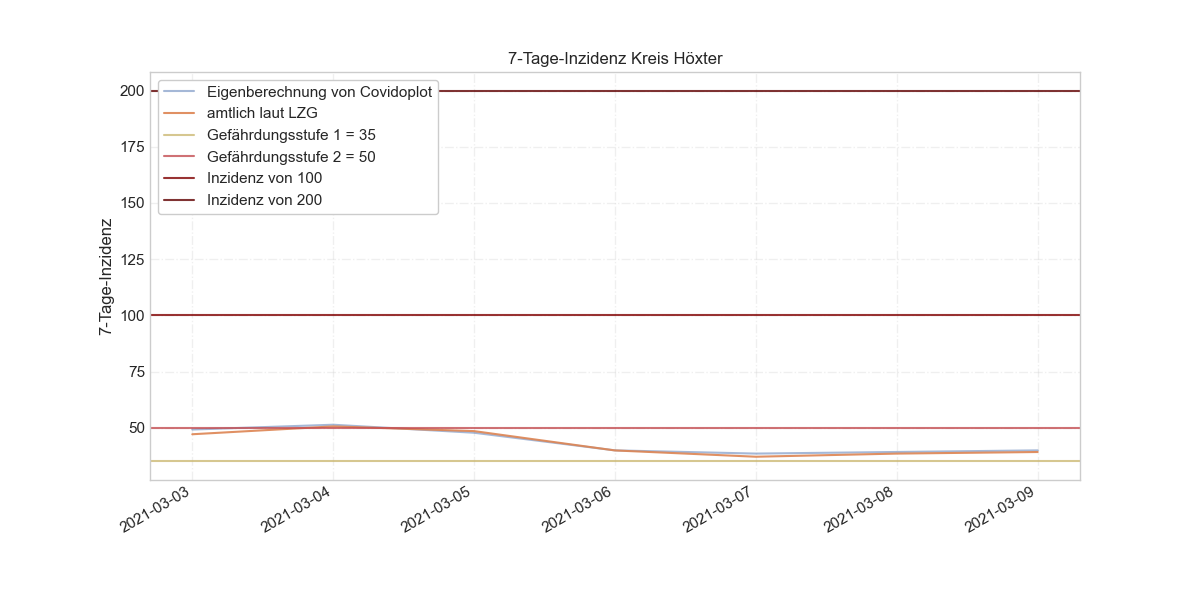 7-Tage-Inzidenz Kreis Höxter
Eigenberechnung von Covidoplot
amtlich laut LZG
Gefährdungsstufe 1 = 35
Gefährdungsstufe 2 = 50
Inzidenz von 100
Inzidenz von 200
7-Tage-Inzidenz
200
175
150
125
100
75
50
2021-03-03
2021-03-04
2021-03-05
2021-03-06
2021-03-07
2021-03-08
2021-03-09